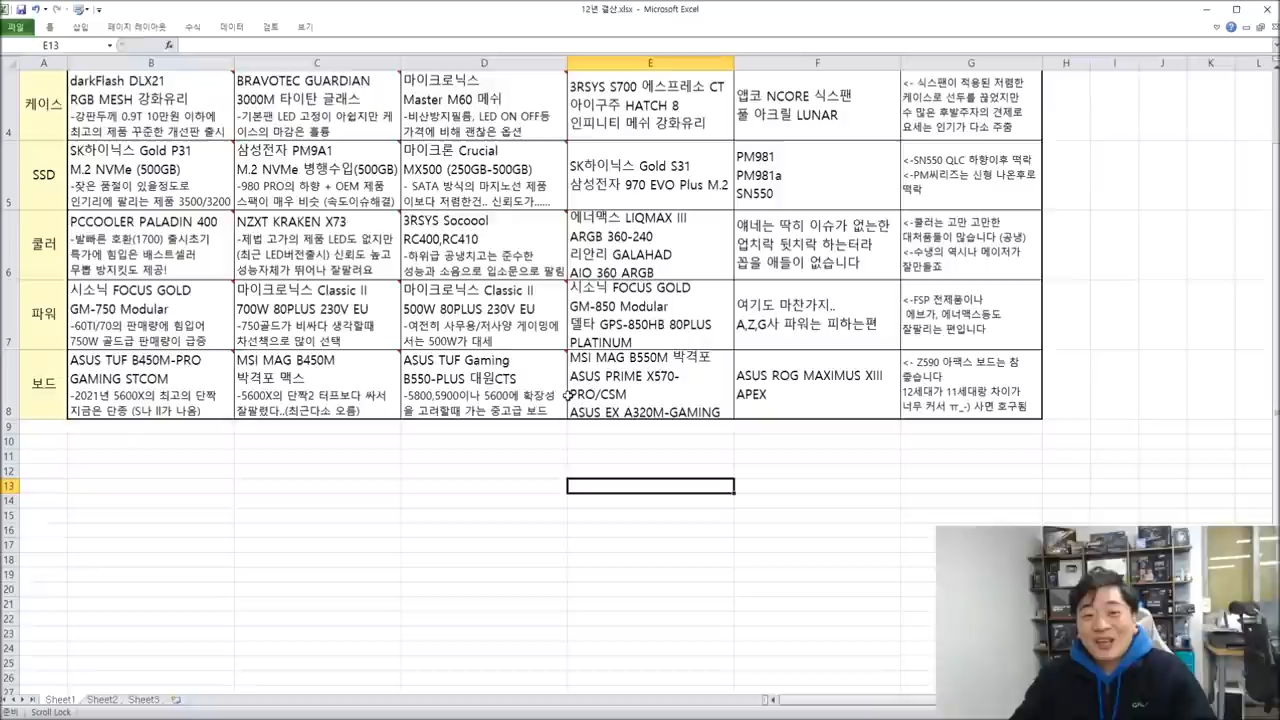 12년 결산.xlsx - Microsoft Excel
파일 홈 삽입 페이지 레이아웃 수식 데이터 검토 보기
E13 fx
A B C D E F G H I J K L
4
케이스
darkFlash DLX21
RGB MESH 강화유리
-강판두께 0.9T 10만원 이하에
최고의 제품 꾸준한 개선판 출시
BRAVOTEC GUARDIAN
3000M 타이탄 글래스
-기본팬 LED 고정이 아쉽지만 케
이스의 마감은 훌륭
마이크로닉스
Master M60 메쉬
-비산방지필름, LED ON OFF등
가격에 비해 괜찮은 옵션
3RSYS S700 에스프레소 CT
아이구주 HATCH 8
인피니티 메쉬 강화유리
앱코 NCORE 식스팬
풀 아크릴 LUNAR
<- 식스팬이 적용된 저렴한
케이스로 선두를 끊었지만
수 많은 후발주자의 견제로
요세는 인기가 다소 주춤
5
SSD
SK하이닉스 Gold P31
M.2 NVMe (500GB)
-잦은 품절이 있을정도로
인기리에 팔리는 제품 3500/3200
삼성전자 PM9A1
M.2 NVMe 병행수입(500GB)
-980 PRO의 하향 + OEM 제품
스팩이 매우 비슷 (속도이슈해결)
마이크론 Crucial
MX500 (250GB-500GB)
- SATA 방식의 마지노선 제품
이보다 저렴한건.. 신뢰도가......
SK하이닉스 Gold S31
삼성전자 970 EVO Plus M.2
PM981
PM981a
SN550
<-SN550 QLC 하향이후 떡락
<-PM씨리즈는 신형 나온후로
떡락
6
쿨러
PCCOOLER PALADIN 400
-발빠른 호환(1700) 출시초기
특가에 힘입은 배스트셀러
무뽑 방지킷도 제공!
NZXT KRAKEN X73
-제법 고가의 제품 LED도 없지만
(최근 LED버전출시) 신뢰도 높고
성능자체가 뛰어나 잘팔려요
3RSYS Socoool
RC400,RC410
-하위급 공냉치고는 준수한
성능과 소음으로 입소문으로 팔림
에너맥스 LIQMAX III
ARGB 360-240
리안리 GALAHAD
AIO 360 ARGB
얘네는 딱히 이슈가 없는한
업치락 뒷치락 하는터라
꼽을 애들이 없습니다
<-쿨러는 고만 고만한
대처품들이 많습니다 (공냉)
<-수냉의 역시나 메이저가
잘만들죠
7
파워
시소닉 FOCUS GOLD
GM-750 Modular
-60TI/70의 판매량에 힘입어
750W 골드급 판매량이 급증
마이크로닉스 Classic II
700W 80PLUS 230V EU
-750골드가 비싸다 생각할때
차선책으로 많이 선택
마이크로닉스 Classic II
500W 80PLUS 230V EU
-여전히 사무용/저사양 게이밍에
서는 500W가 대세
시소닉 FOCUS GOLD
GM-850 Modular
델타 GPS-850HB 80PLUS
PLATINUM
여기도 마찬가지..
A,Z,G사 파워는 피하는편
<-FSP 전제품이나
에브가, 에너맥스등도
잘팔리는 편입니다
8
보드
ASUS TUF B450M-PRO
GAMING STCOM
-2021년 5600X의 최고의 단짝
지금은 단종 (S나 II가 나옴)
MSI MAG B450M
박격포 맥스
-5600X의 단짝2 터프보다 싸서
잘팔렸다..(최근다소 오름)
ASUS TUF Gaming
B550-PLUS 대원CTS
-5800,5900이나 5600에 확장성
을 고려할때 가는 중고급 보드
MSI MAG B550M 박격포
ASUS PRIME X570-
PRO/CSM
ASUS EX A320M-GAMING
ASUS ROG MAXIMUS XIII
APEX
<- Z590 아팩스 보드는 참
좋습니다
12세대가 11세대랑 차이가
너무 커서 ㅠ_-) 사면 호구됨
9
10
11
12
13
14
15
16
17
18
19
20
21
22
23
24
25
26
27
Sheet1 Sheet2 Sheet3
준비 Scroll Lock